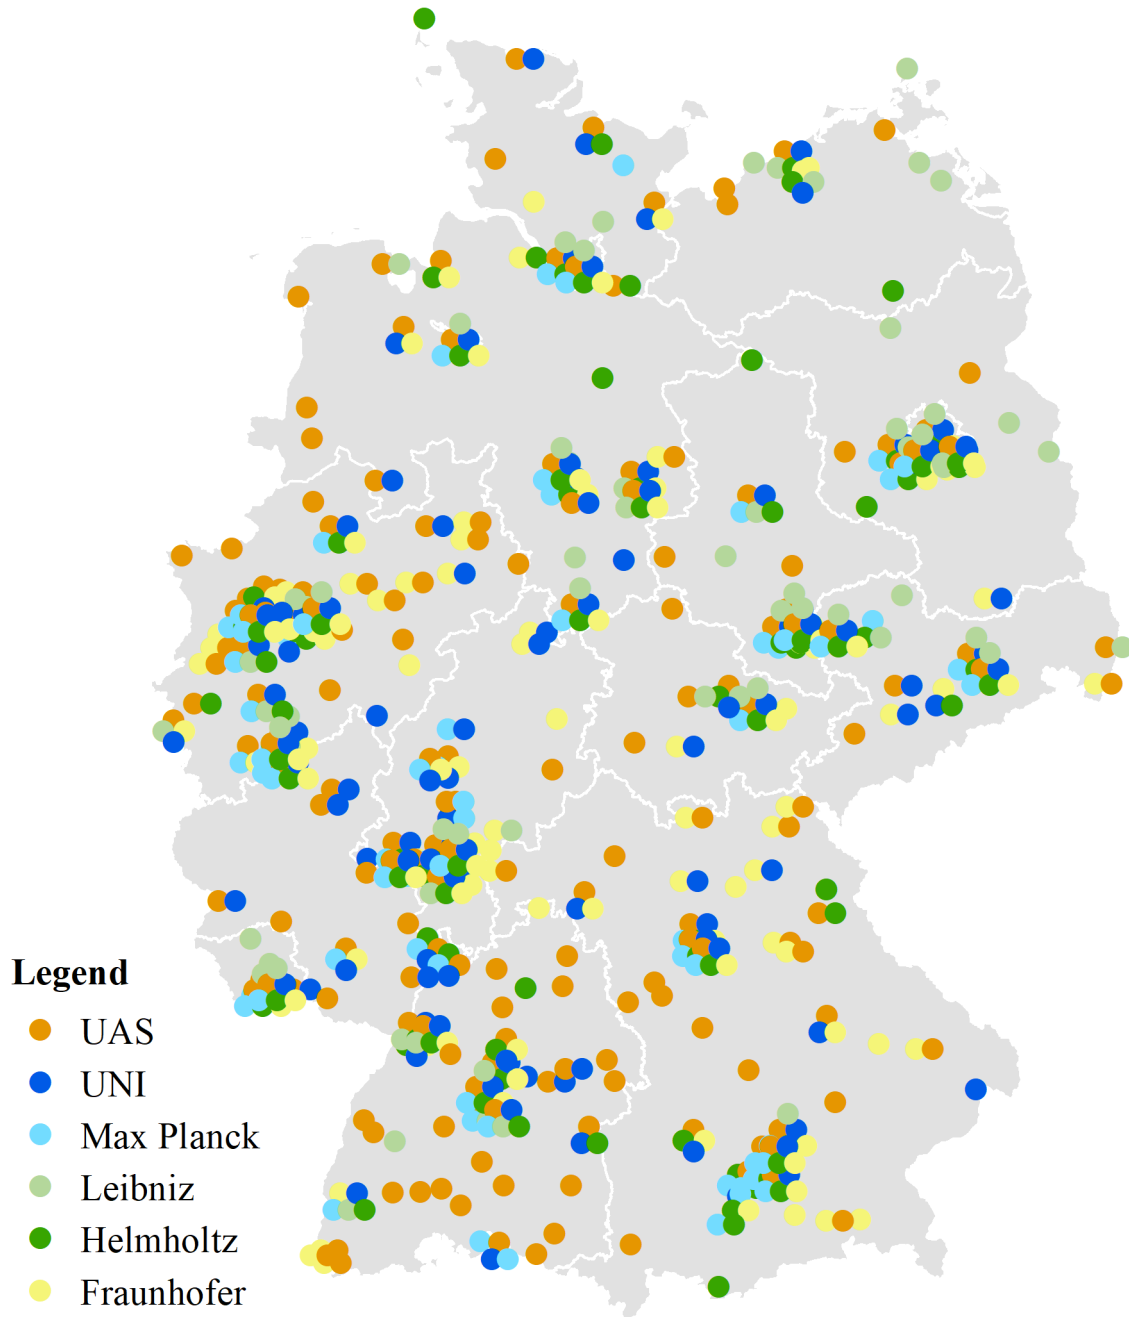 Legend
UAS
UNI
Max Planck
Leibniz
Helmholtz
Fraunhofer